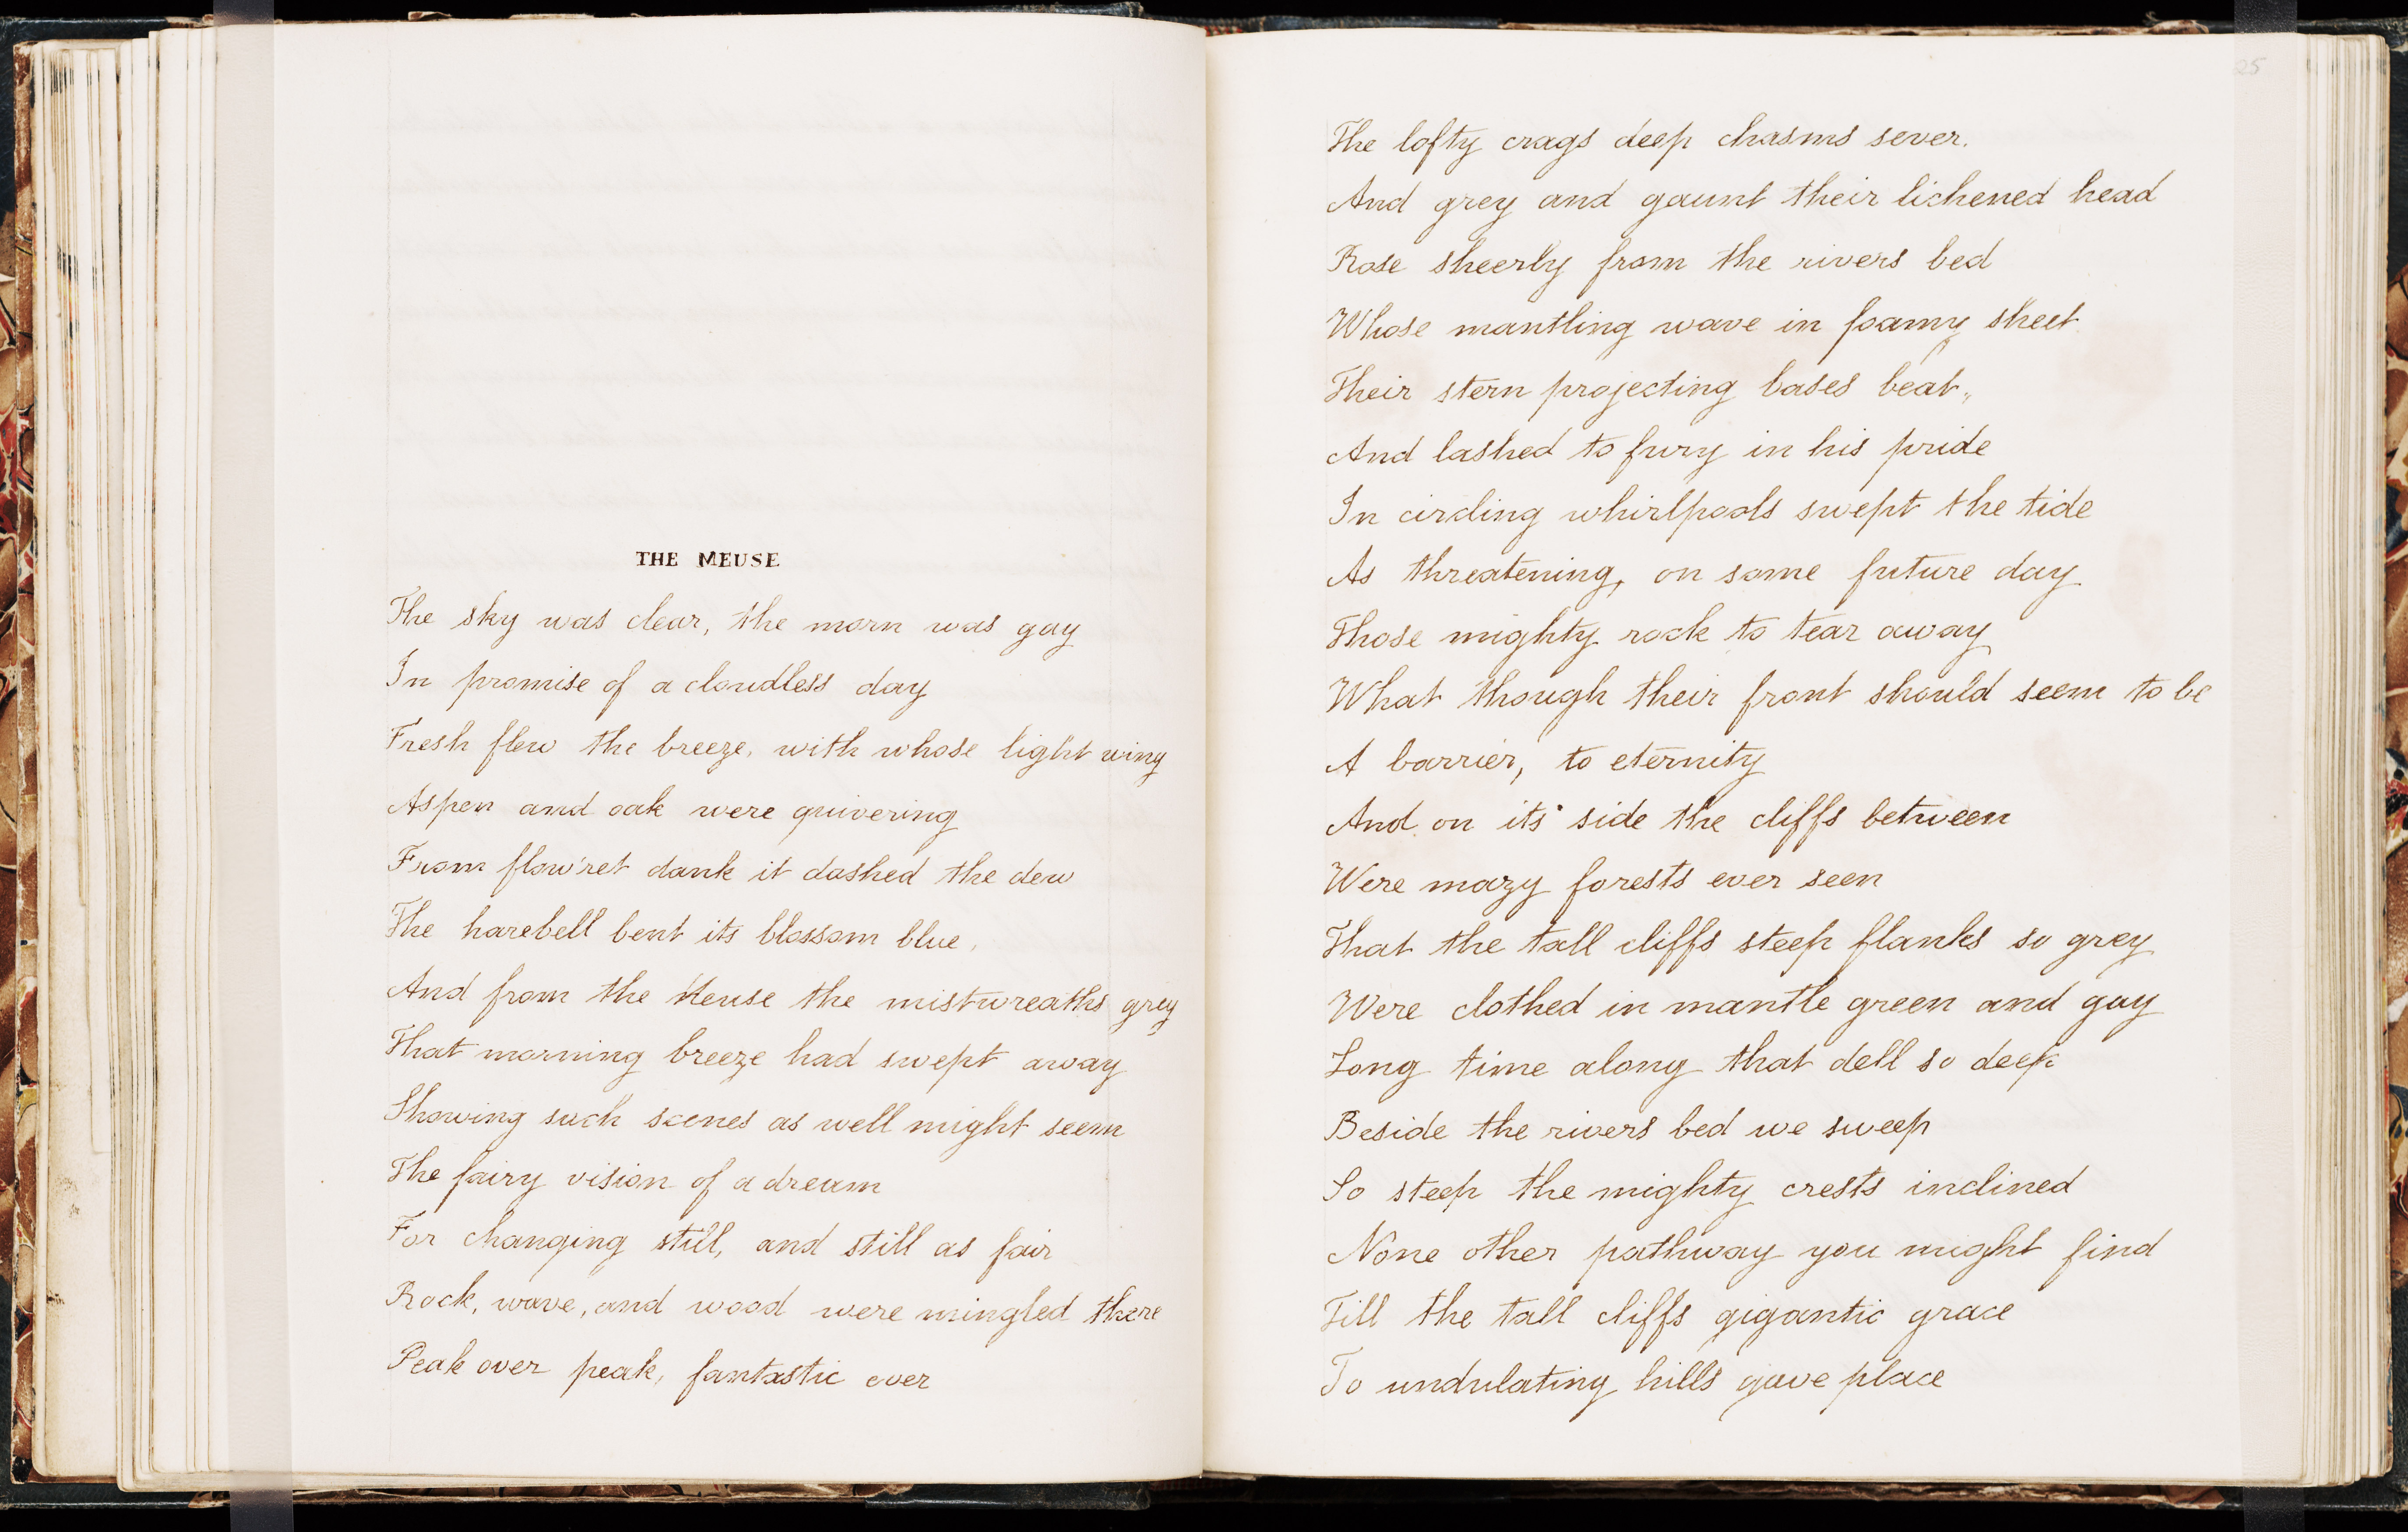 THE MEUSE
The sky was clear, the morn was gay
In promise of a cloudless day
Fresh flew the breeze, with whose light wing
Aspen and oak were quivering
From flow'ret dank it dashed the dew
The harebell bent its blossom blue,
And from the Meuse the mistwreaths grey
That morning breeze had swept away
Showing such scenes as well might seem
The fairy vision of a dream
For changing still, and still as fair
Rock, wave, and wood were mingled there
Peak over peak, fantastic ever
25
The lofty crags deep chasms sever.
And grey and gaunt their lichened head
Rose sheerly from the rivers bed
Whose mantling wave in foamy sheet
Their stern projecting bases beat,
And lashed to fury in his pride
In circling whirlpools swept the tide
As threatening, on some future day
Those mighty rock to tear away
What though their front should seem to be
A barrier, to eternity
And on its side the cliffs between
Were mazy forests ever seen
That the tall cliffs steep flanks so grey
Were clothed in mantle green and gay
Long time along that dell so deep
Beside the rivers bed we sweep
So steep the mighty crests inclined
None other pathway you might find
Till the tall cliffs gigantic grace
To undulating hills gave place